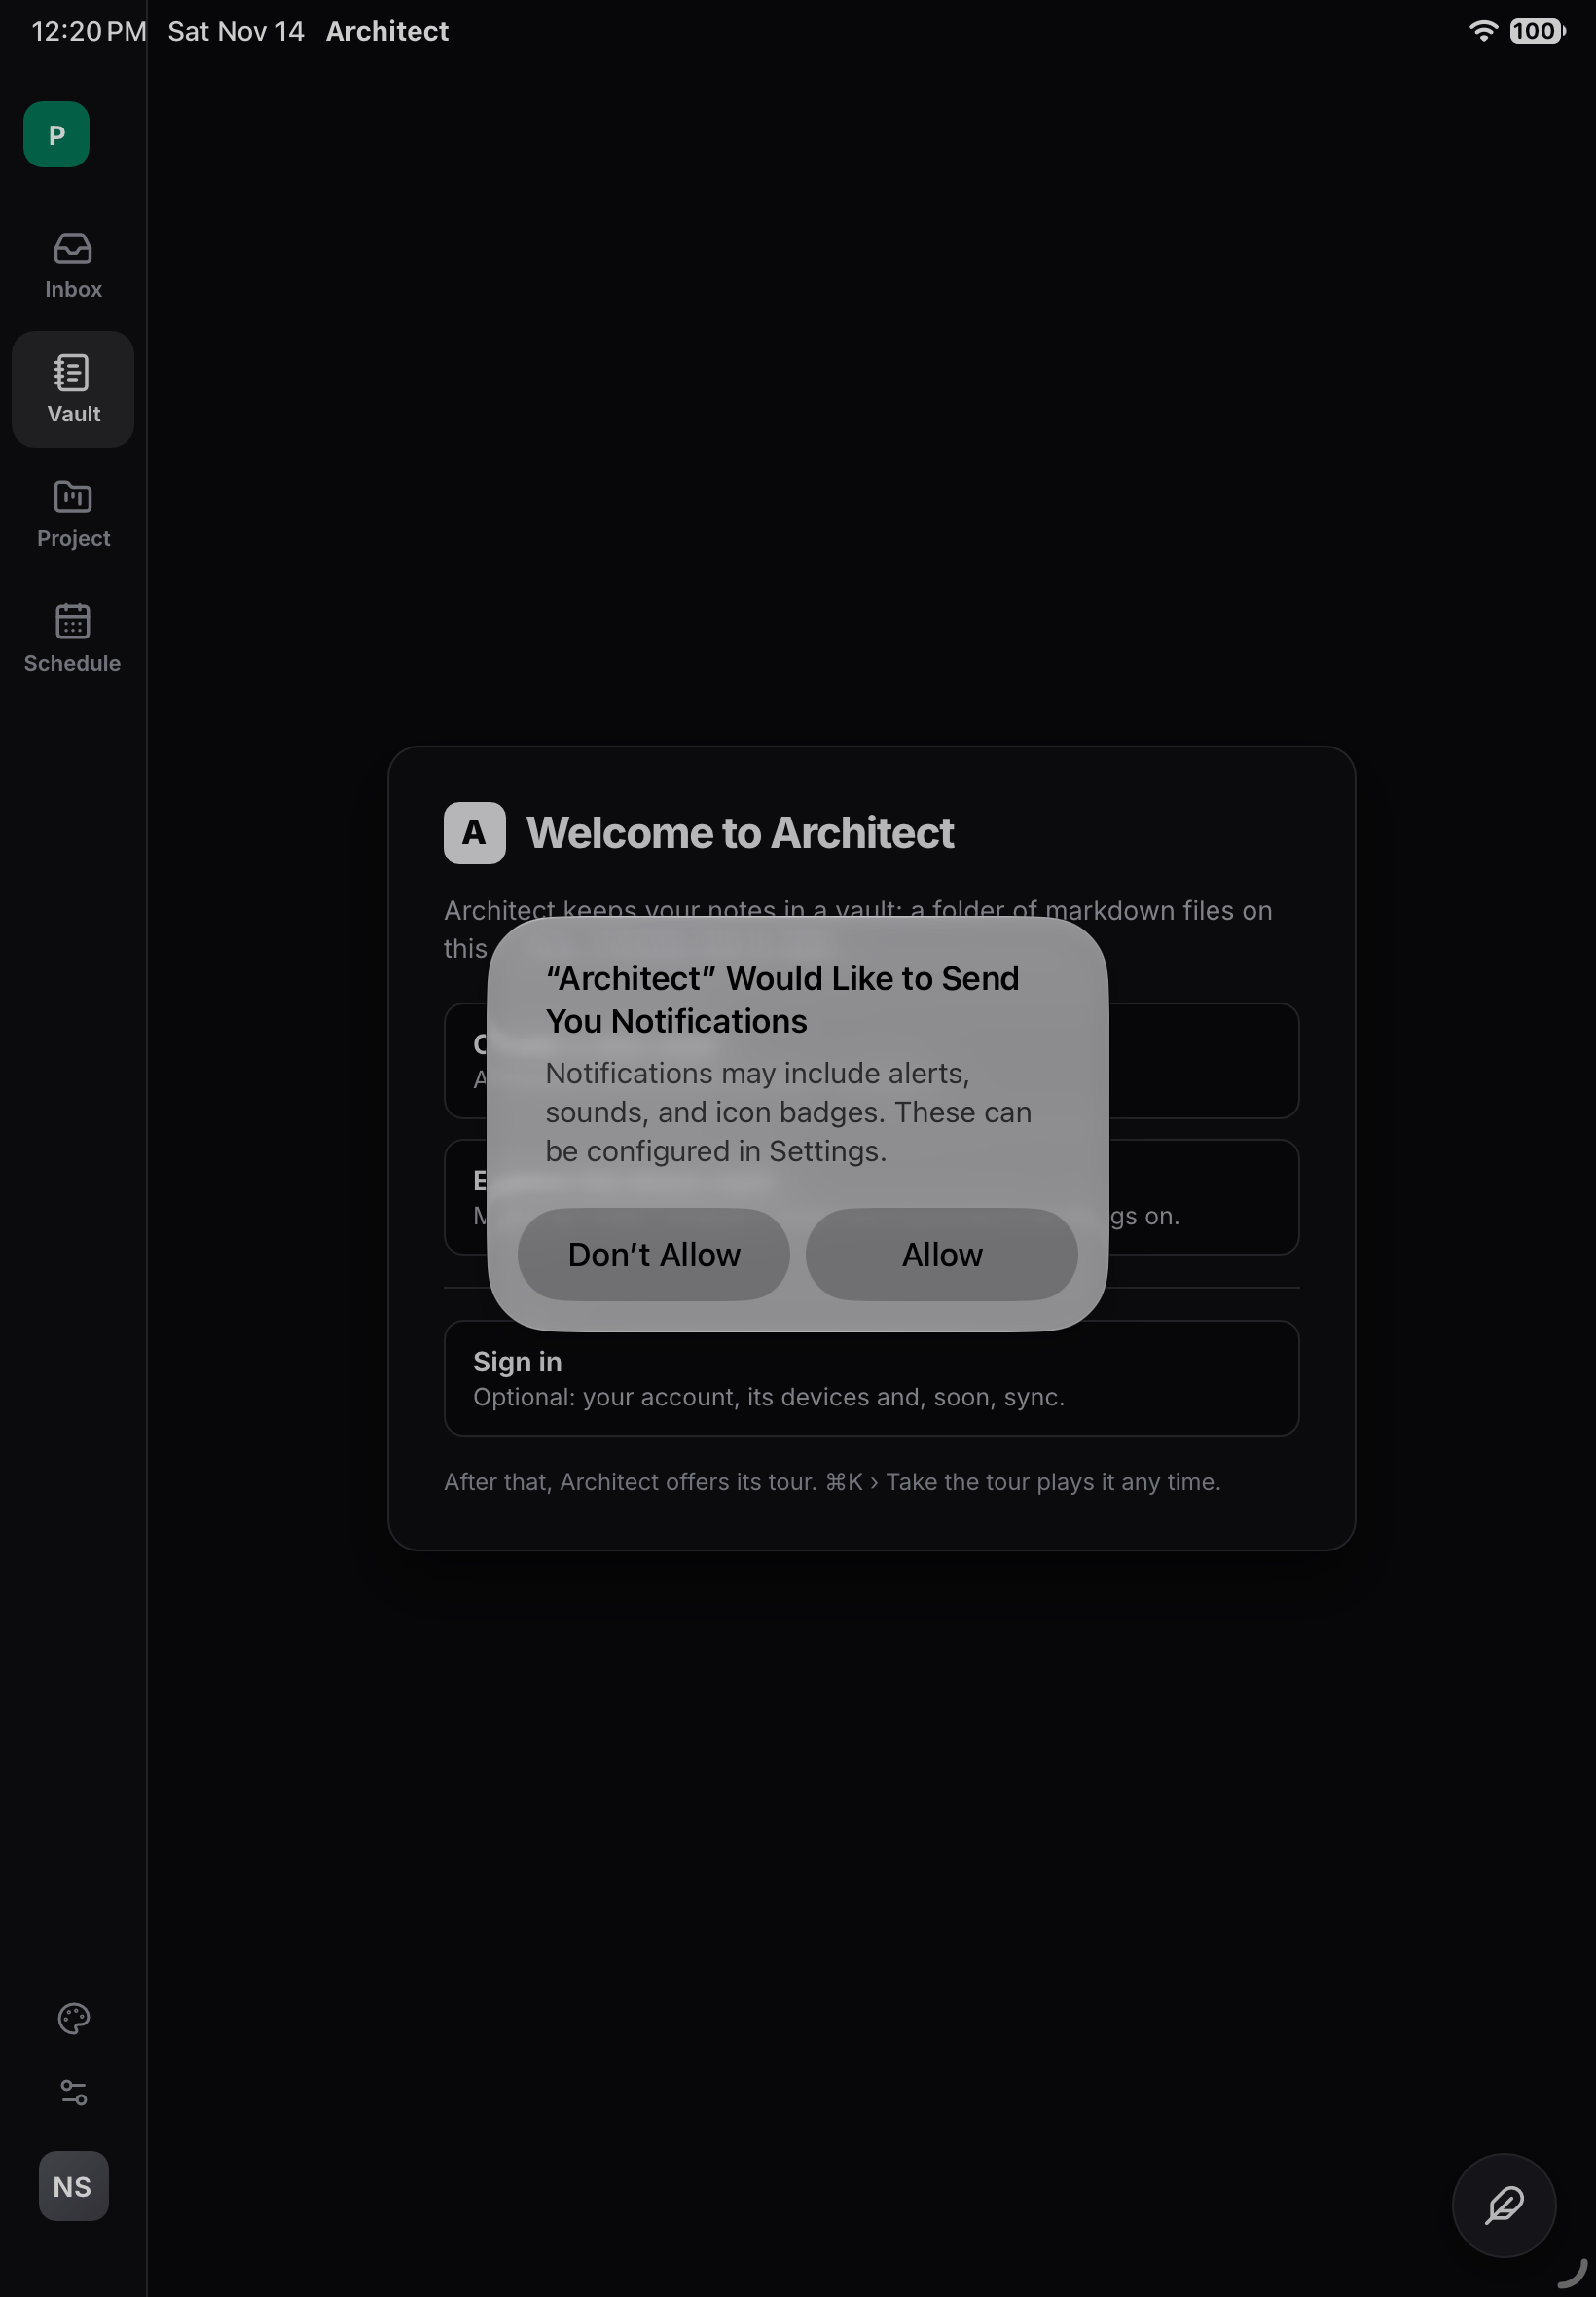 12:20 PM Sat Nov 14 Architect
100
P
Inbox
Vault
Project
Schedule
A Welcome to Architect
Architect keeps your notes in a vault: a folder of markdown files on
this
“Architect” Would Like to Send
You Notifications
Notifications may include alerts,
sounds, and icon badges. These can
be configured in Settings.
gs on.
Don’t Allow
Allow
Sign in
Optional: your account, its devices and, soon, sync.
After that, Architect offers its tour. ⌘K › Take the tour plays it any time.
NS